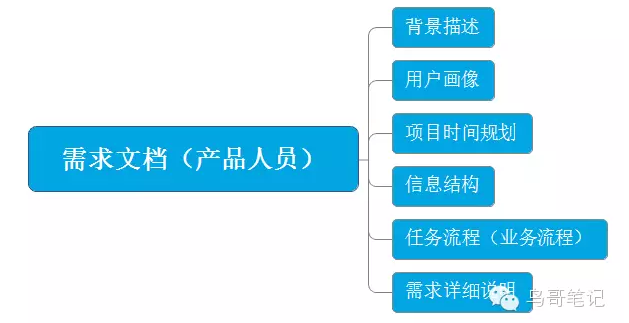 背景描述
用户画像
项目时间规划
需求文档（产品人员）
信息结构
任务流程（业务流程）
需求详细说明
鸟哥笔记